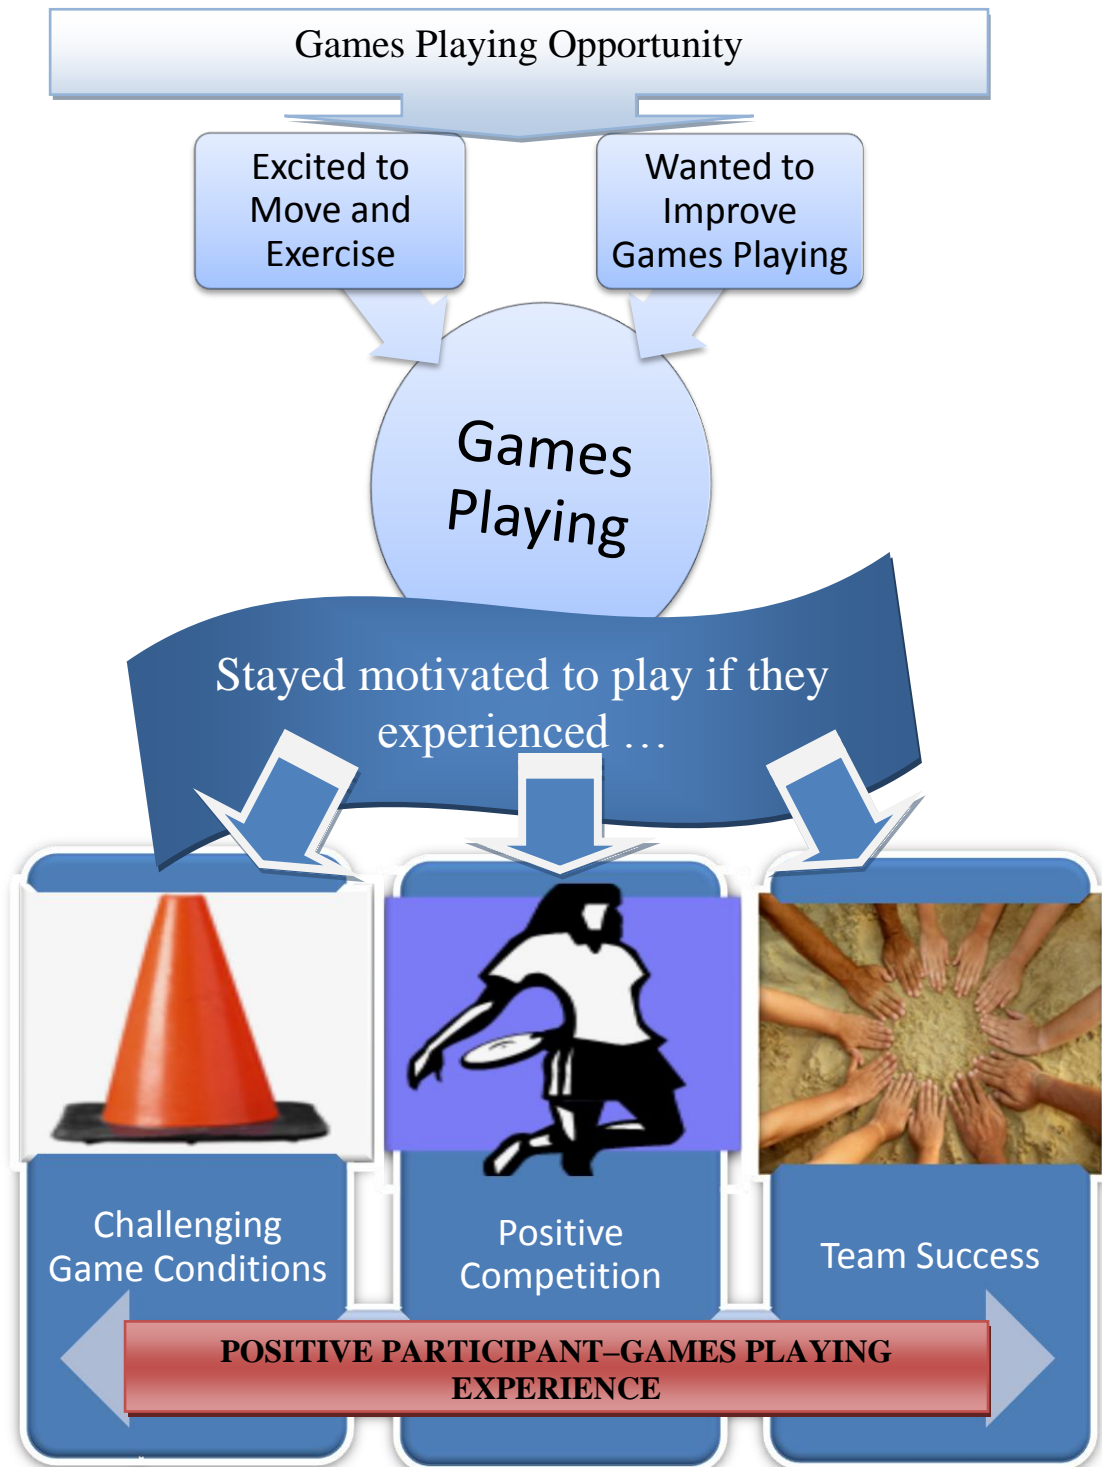 Games Playing Opportunity
Excited to
Move and
Exercise
Wanted to
Improve
Games Playing
Games
Playing
Stayed motivated to play if they
experienced …
Challenging
Game Conditions
Positive
Competition
Team Success
POSITIVE PARTICIPANT–GAMES PLAYING
EXPERIENCE